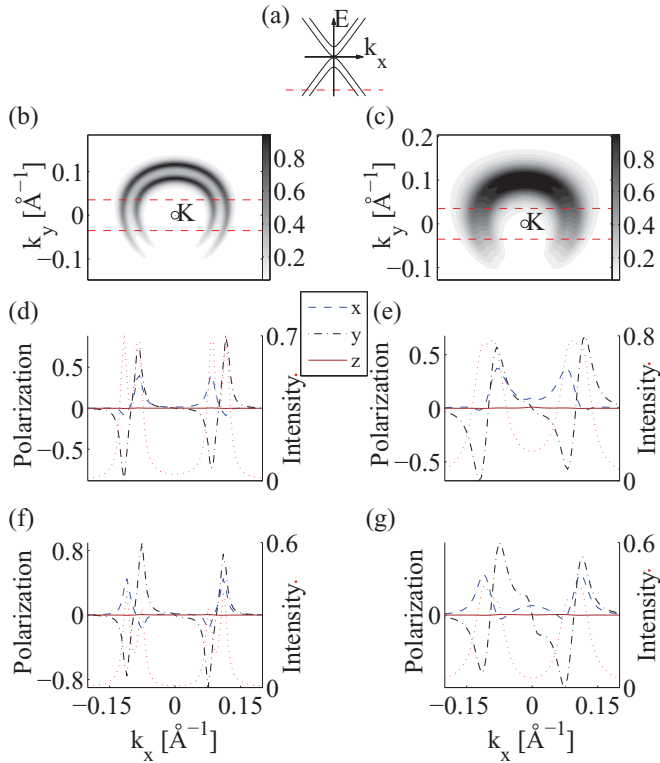 (a)
E
k_x
(b)
(c)
k_y [Å⁻¹]
0.1
0
−0.1
K
0.8
0.6
0.4
0.2
k_y [Å⁻¹]
0.2
0.1
0
−0.1
K
0.8
0.6
0.4
0.2
x
y
z
(d)
(e)
Polarization
0.5
0
−0.5
0.7
0
Intensity
Polarization
0.5
0
−0.5
0.8
0
Intensity
(f)
(g)
Polarization
0.8
0
−0.8
0.6
0
Intensity
−0.15 0 0.15
k_x [Å⁻¹]
Polarization
0
0.6
0
Intensity
−0.15 0 0.15
k_x [Å⁻¹]